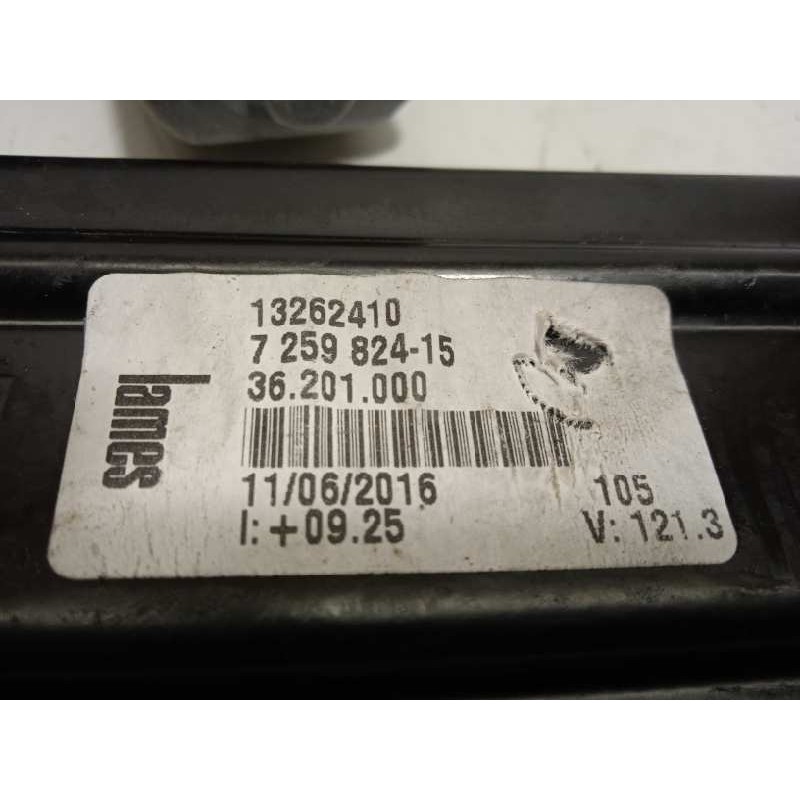 lames
13262410
7 259 824-15
36.201.000
11/06/2016 105
I: +09.25 V: 121.3